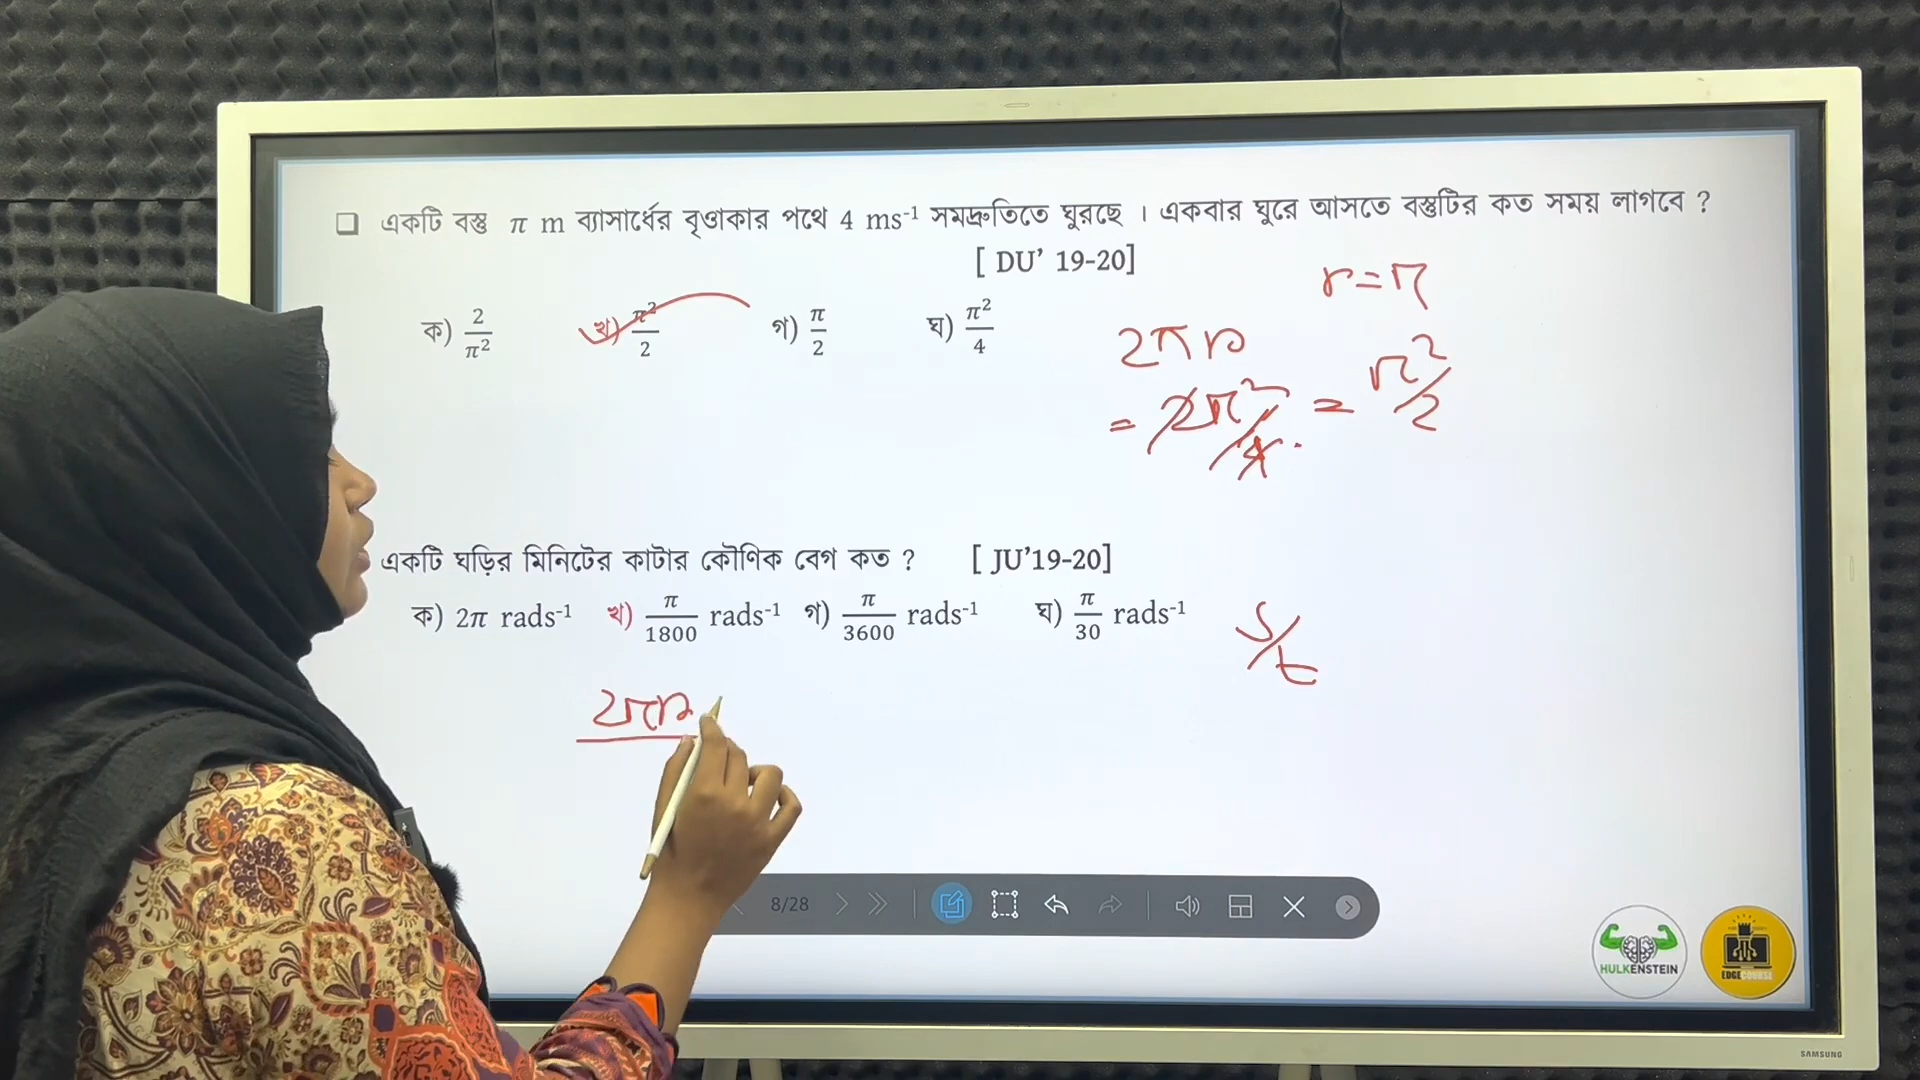 ❑ একটি বস্তু π m ব্যাসার্ধের বৃত্তাকার পথে 4 ms⁻¹ সমদ্রুতিতে ঘুরছে । একবার ঘুরে আসতে বস্তুটির কত সময় লাগবে ?
[ DU’ 19-20]
r = π
ক) 2/π² খ) π²/2 গ) π/2 ঘ) π²/4
2πr
= 2π²/4 = π²/2
একটি ঘড়ির মিনিটের কাটার কৌণিক বেগ কত ? [ JU’19-20]
ক) 2π rads⁻¹ খ) π/1800 rads⁻¹ গ) π/3600 rads⁻¹ ঘ) π/30 rads⁻¹
S/t
2πr
8/28
HULKENSTEIN
EDGECOURSE
SAMSUNG